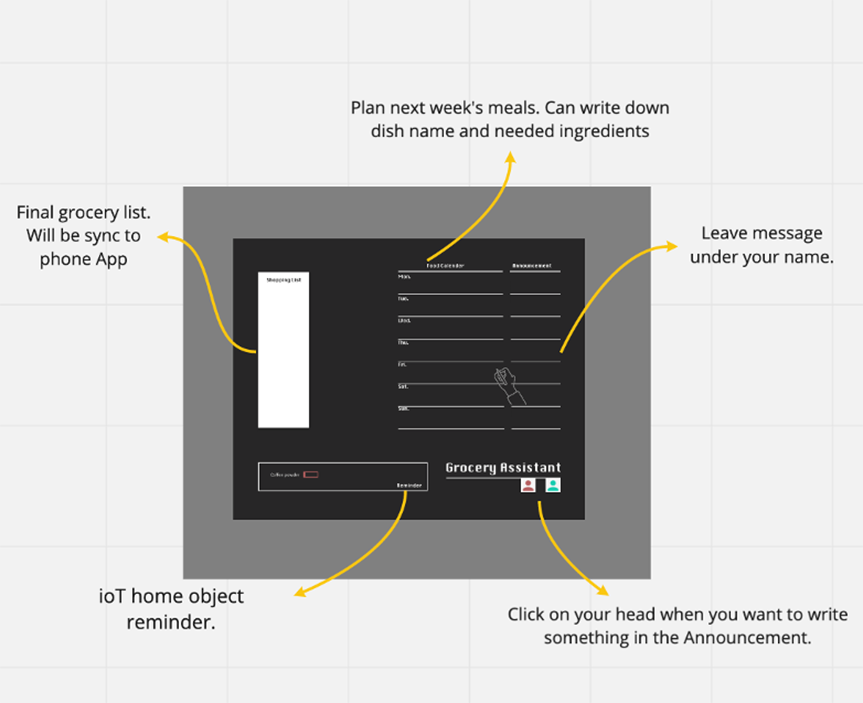 Plan next week's meals. Can write down
dish name and needed ingredients
Final grocery list.
Will be sync to
phone App
Leave message
under your name.
Shopping List
Food Calender
Announcement
Mon.
Tue.
Wed.
Thu.
Fri.
Sat.
Sun.
Coffee powder
Reminder
Grocery Assistant
ioT home object
reminder.
Click on your head when you want to write
something in the Announcement.